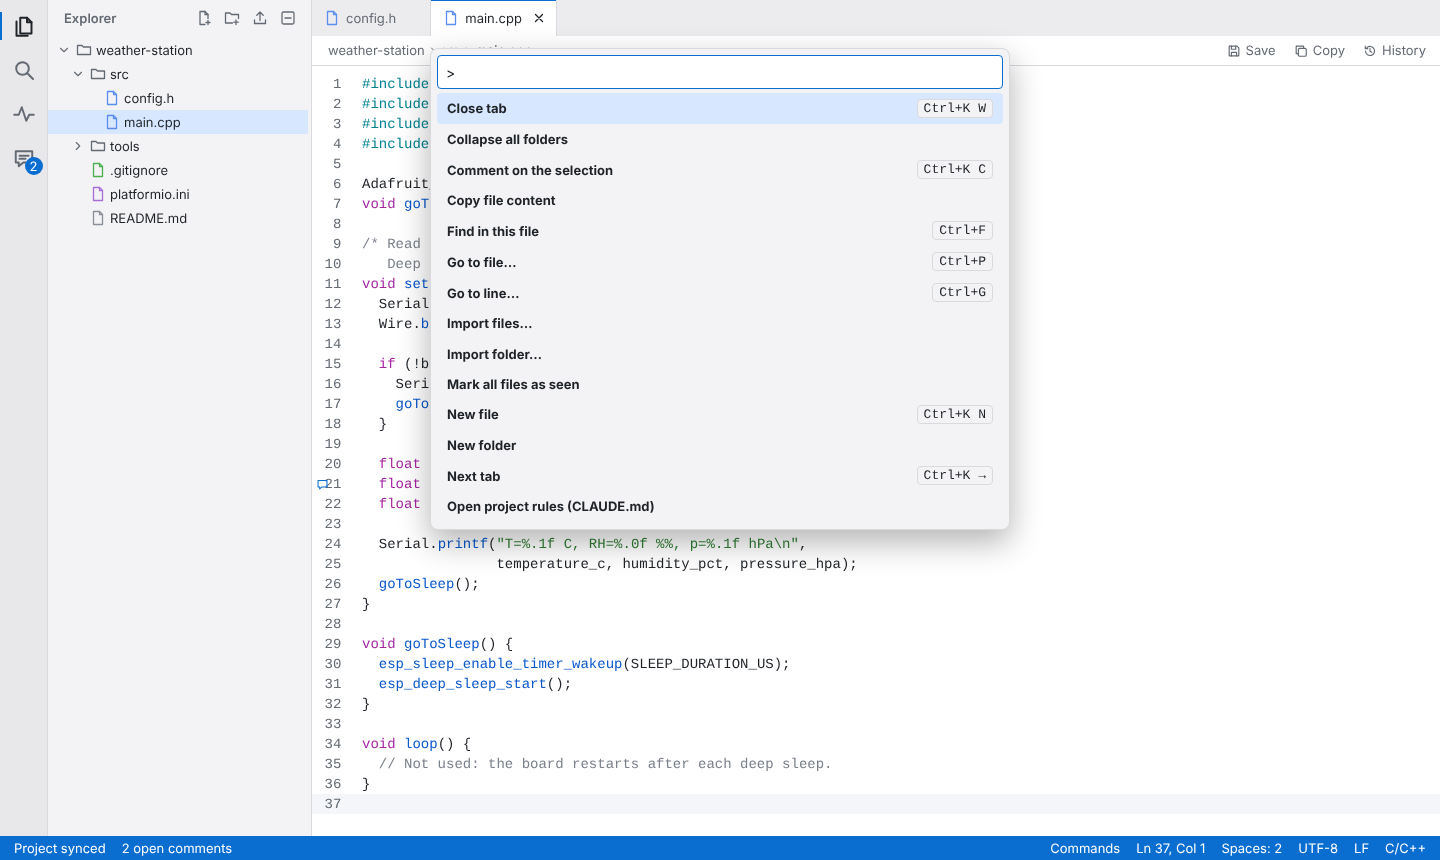 Explorer
config.h
main.cpp
weather-station
src
config.h
main.cpp
tools
.gitignore
platformio.ini
README.md
2
weather-station
Save
Copy
History
>
Close tab Ctrl+K W
Collapse all folders
Comment on the selection Ctrl+K C
Copy file content
Find in this file Ctrl+F
Go to file... Ctrl+P
Go to line... Ctrl+G
Import files...
Import folder...
Mark all files as seen
New file Ctrl+K N
New folder
Next tab Ctrl+K →
Open project rules (CLAUDE.md)
1 #include
2 #include
3 #include
4 #include
5
6 Adafruit
7 void goT
8
9 /* Read
10 Deep
11 void set
12 Serial
13 Wire.b
14
15 if (!b
16 Seri
17 goTo
18 }
19
20 float
21 float
22 float
23
24 Serial.printf("T=%.1f C, RH=%.0f %%, p=%.1f hPa\n",
25 temperature_c, humidity_pct, pressure_hpa);
26 goToSleep();
27 }
28
29 void goToSleep() {
30 esp_sleep_enable_timer_wakeup(SLEEP_DURATION_US);
31 esp_deep_sleep_start();
32 }
33
34 void loop() {
35 // Not used: the board restarts after each deep sleep.
36 }
37
Project synced 2 open comments Commands Ln 37, Col 1 Spaces: 2 UTF-8 LF C/C++